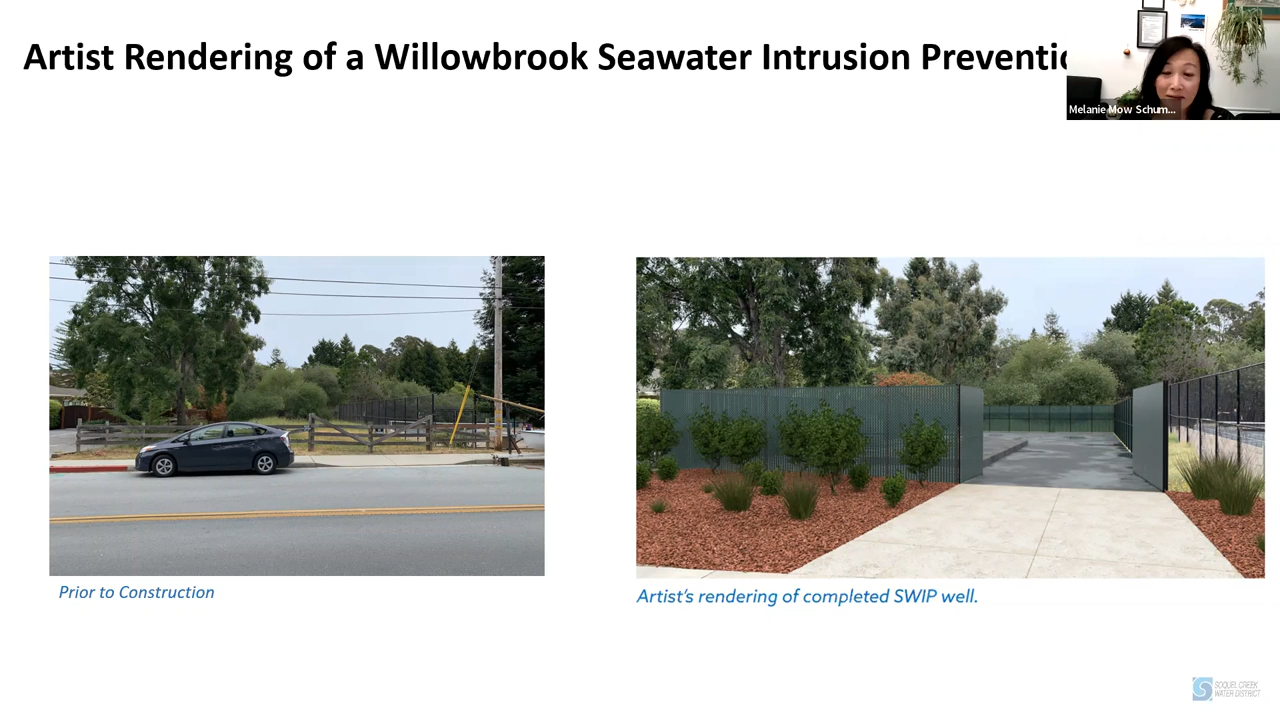 Artist Rendering of a Willowbrook Seawater Intrusion Preventio
Melanie Mow Schum...
Prior to Construction
Artist's rendering of completed SWIP well.
SOQUEL CREEK
WATER DISTRICT